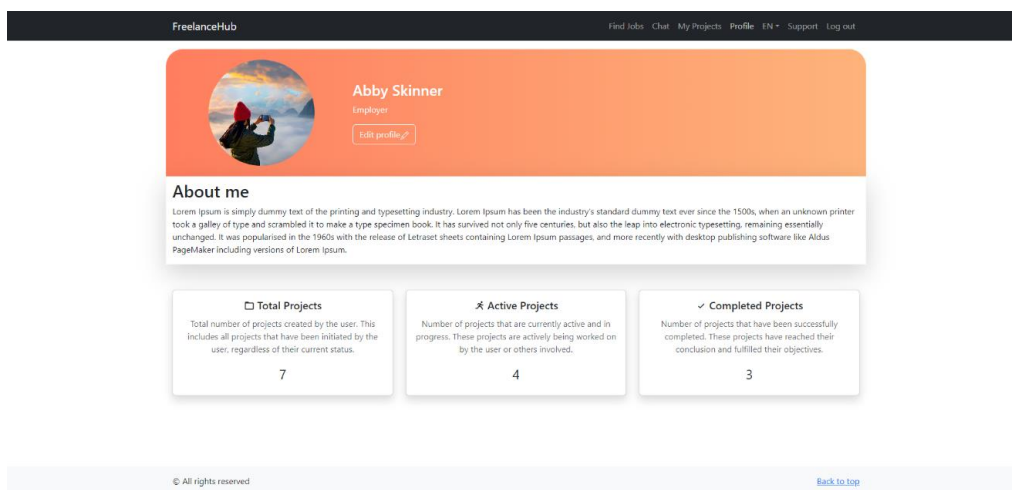 FreelanceHub
Find Jobs Chat My Projects Profile EN Support Log out
Abby Skinner
Employer
Edit profile
About me
Lorem Ipsum is simply dummy text of the printing and typesetting industry. Lorem Ipsum has been the industry's standard dummy text ever since the 1500s, when an unknown printer
took a galley of type and scrambled it to make a type specimen book. It has survived not only five centuries, but also the leap into electronic typesetting, remaining essentially
unchanged. It was popularised in the 1960s with the release of Letraset sheets containing Lorem Ipsum passages, and more recently with desktop publishing software like Aldus
PageMaker including versions of Lorem Ipsum.
Total Projects
Total number of projects created by the user. This
includes all projects that have been initiated by the
user, regardless of their current status.
7
Active Projects
Number of projects that are currently active and in
progress. These projects are actively being worked on
by the user or others involved.
4
Completed Projects
Number of projects that have been successfully
completed. These projects have reached their
conclusion and fulfilled their objectives.
3
© All rights reserved
Back to top